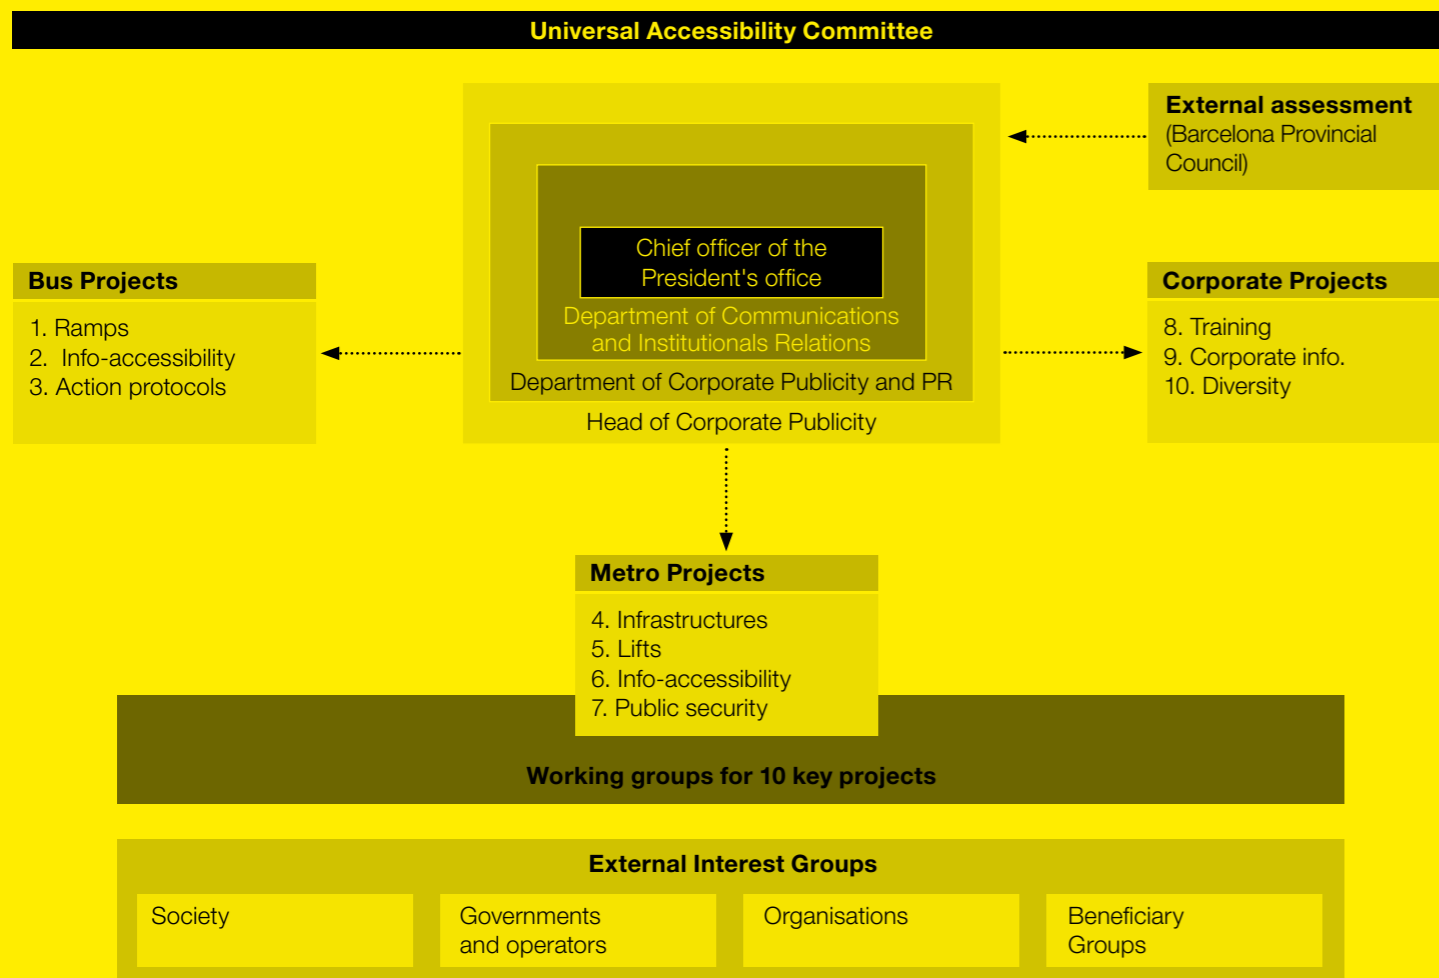 Universal Accessibility Committee
External assessment
(Barcelona Provincial
Council)
Chief officer of the
President's office
Department of Communications
and Institutionals Relations
Department of Corporate Publicity and PR
Head of Corporate Publicity
Bus Projects
1. Ramps
2. Info-accessibility
3. Action protocols
Corporate Projects
8. Training
9. Corporate info.
10. Diversity
Metro Projects
4. Infrastructures
5. Lifts
6. Info-accessibility
7. Public security
Working groups for 10 key projects
External Interest Groups
Society
Governments
and operators
Organisations
Beneficiary
Groups